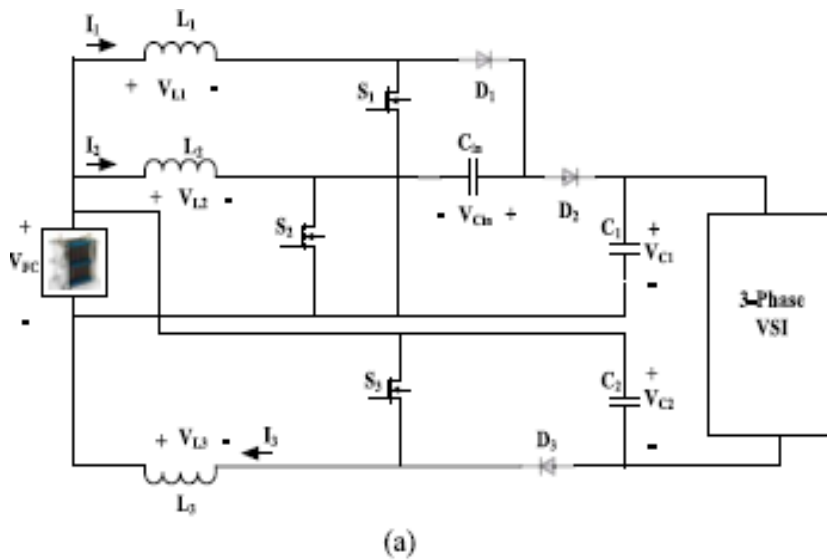 I1
L1
+ VL1 -
S1
D1
I2
L2
Cin
+ VL2 -
- VCin +
D2
S2
C1
+
VC1
-
+
VFC
-
3-Phase
VSI
S3
C2
+
VC2
-
+ VL3 -
I3
D3
L3
(a)